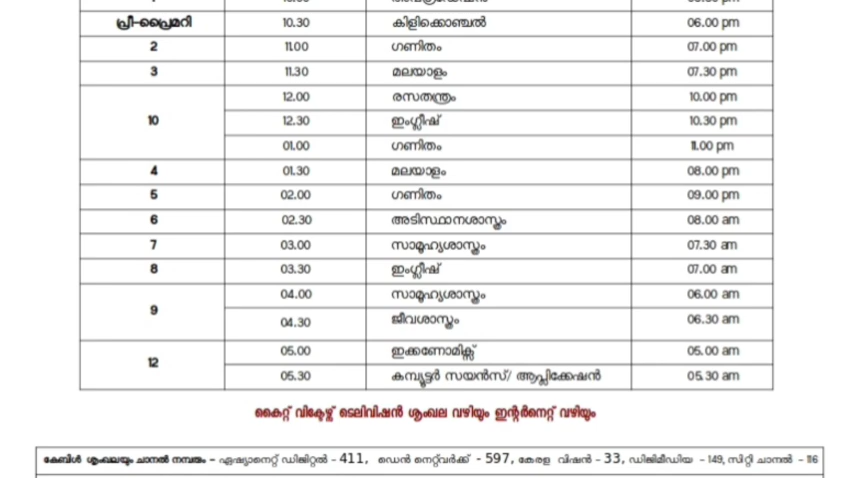 പ്രീ-പ്രൈമറി 10.30 കിളിക്കൊഞ്ചൽ 06.00 pm
2 11.00 ഗണിതം 07.00 pm
3 11.30 മലയാളം 07.30 pm
12.00 രസതന്ത്രം 10.00 pm
10 12.30 ഇംഗ്ലീഷ് 10.30 pm
01.00 ഗണിതം 11.00 pm
4 01.30 മലയാളം 08.00 pm
5 02.00 ഗണിതം 09.00 pm
6 02.30 അടിസ്ഥാനശാസ്ത്രം 08.00 am
7 03.00 സാമൂഹ്യശാസ്ത്രം 07.30 am
8 03.30 ഇംഗ്ലീഷ് 07.00 am
9 04.00 സാമൂഹ്യശാസ്ത്രം 06.00 am
04.30 ജീവശാസ്ത്രം 06.30 am
12 05.00 ഇക്കണോമിക്സ് 05.00 am
05.30 കമ്പ്യൂട്ടർ സയൻസ്/ ആപ്ലിക്കേഷൻ 05.30 am
കൈറ്റ് വിക്ടേഴ്സ് ടെലിവിഷൻ ശൃംഖല വഴിയും ഇന്റർനെറ്റ് വഴിയും
കേബിൾ ശൃംഖലയും ചാനൽ നമ്പരും – ഏഷ്യാനെറ്റ് ഡിജിറ്റൽ – 411, ഡെൻ നെറ്റ്‌വർക്ക് - 597, കേരള വിഷൻ – 33, ഡിജിമീഡിയ – 149, സിറ്റി ചാനൽ – 116